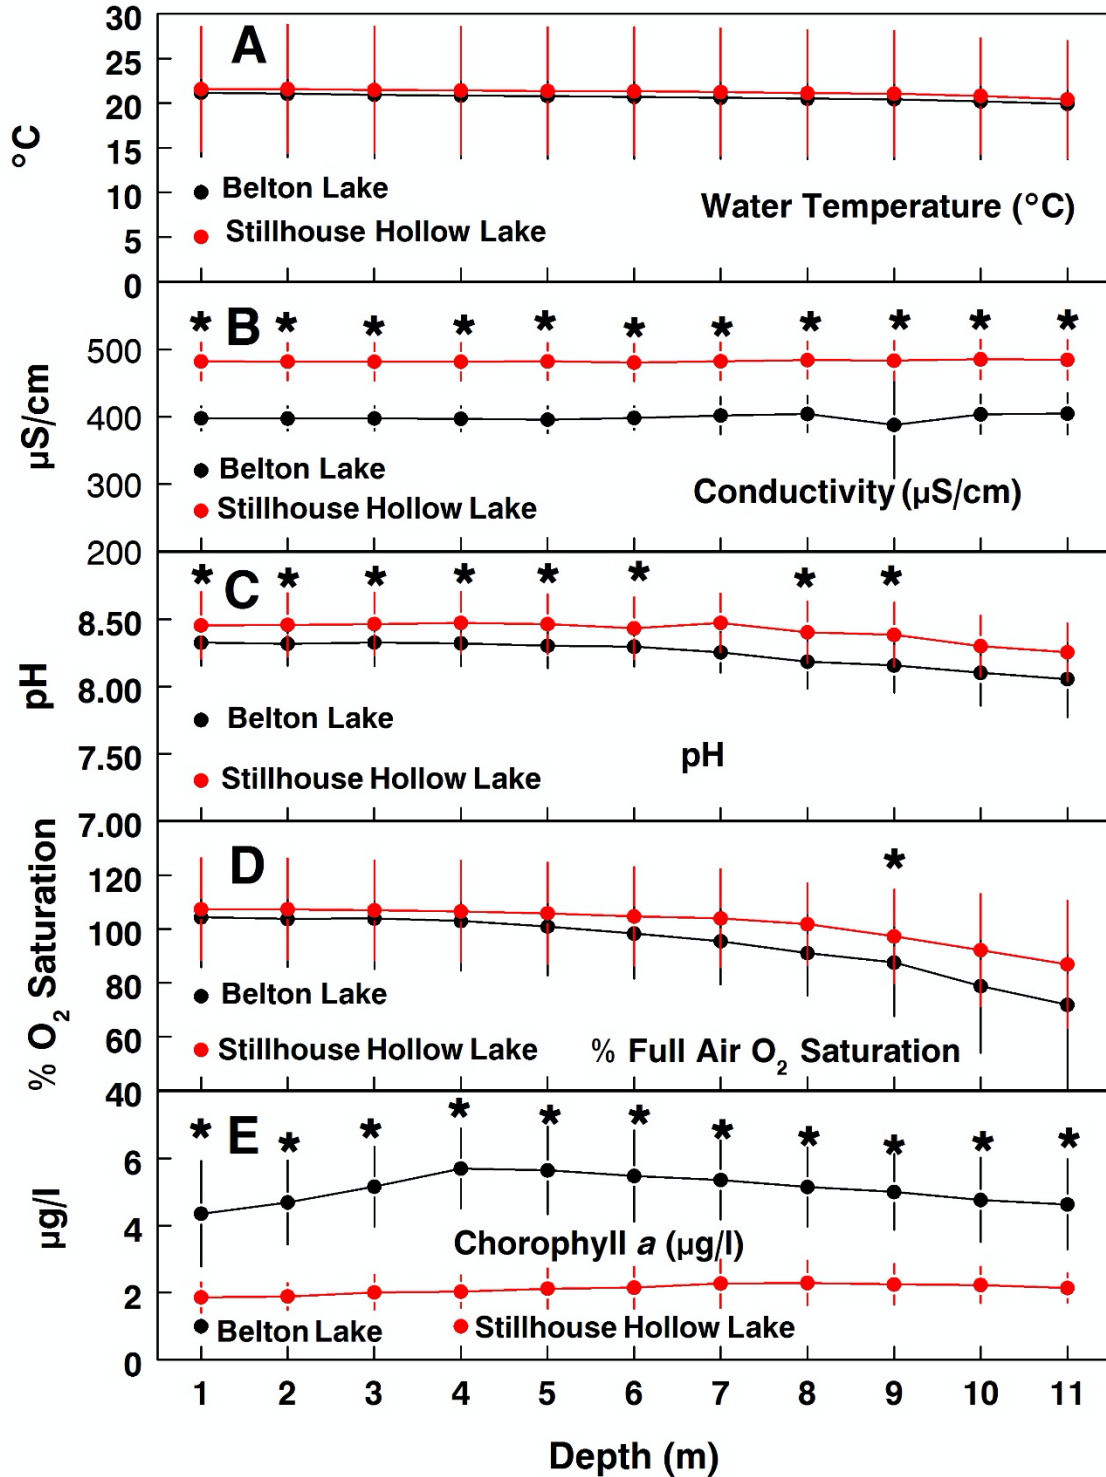 30
25
20
15
10
5
0
°C
A
Belton Lake
Stillhouse Hollow Lake
Water Temperature (°C)
* B * * * * * * * * * *
500
400
300
200
µS/cm
Belton Lake
Stillhouse Hollow Lake
Conductivity (µS/cm)
* C * * * * * * *
8.50
8.00
7.50
7.00
pH
Belton Lake
Stillhouse Hollow Lake
pH
D *
120
100
80
60
40
% O2 Saturation
Belton Lake
Stillhouse Hollow Lake
% Full Air O2 Saturation
* E * * * * * * * * * *
6
4
2
0
µg/l
Chorophyll a (µg/l)
Belton Lake
Stillhouse Hollow Lake
1 2 3 4 5 6 7 8 9 10 11
Depth (m)